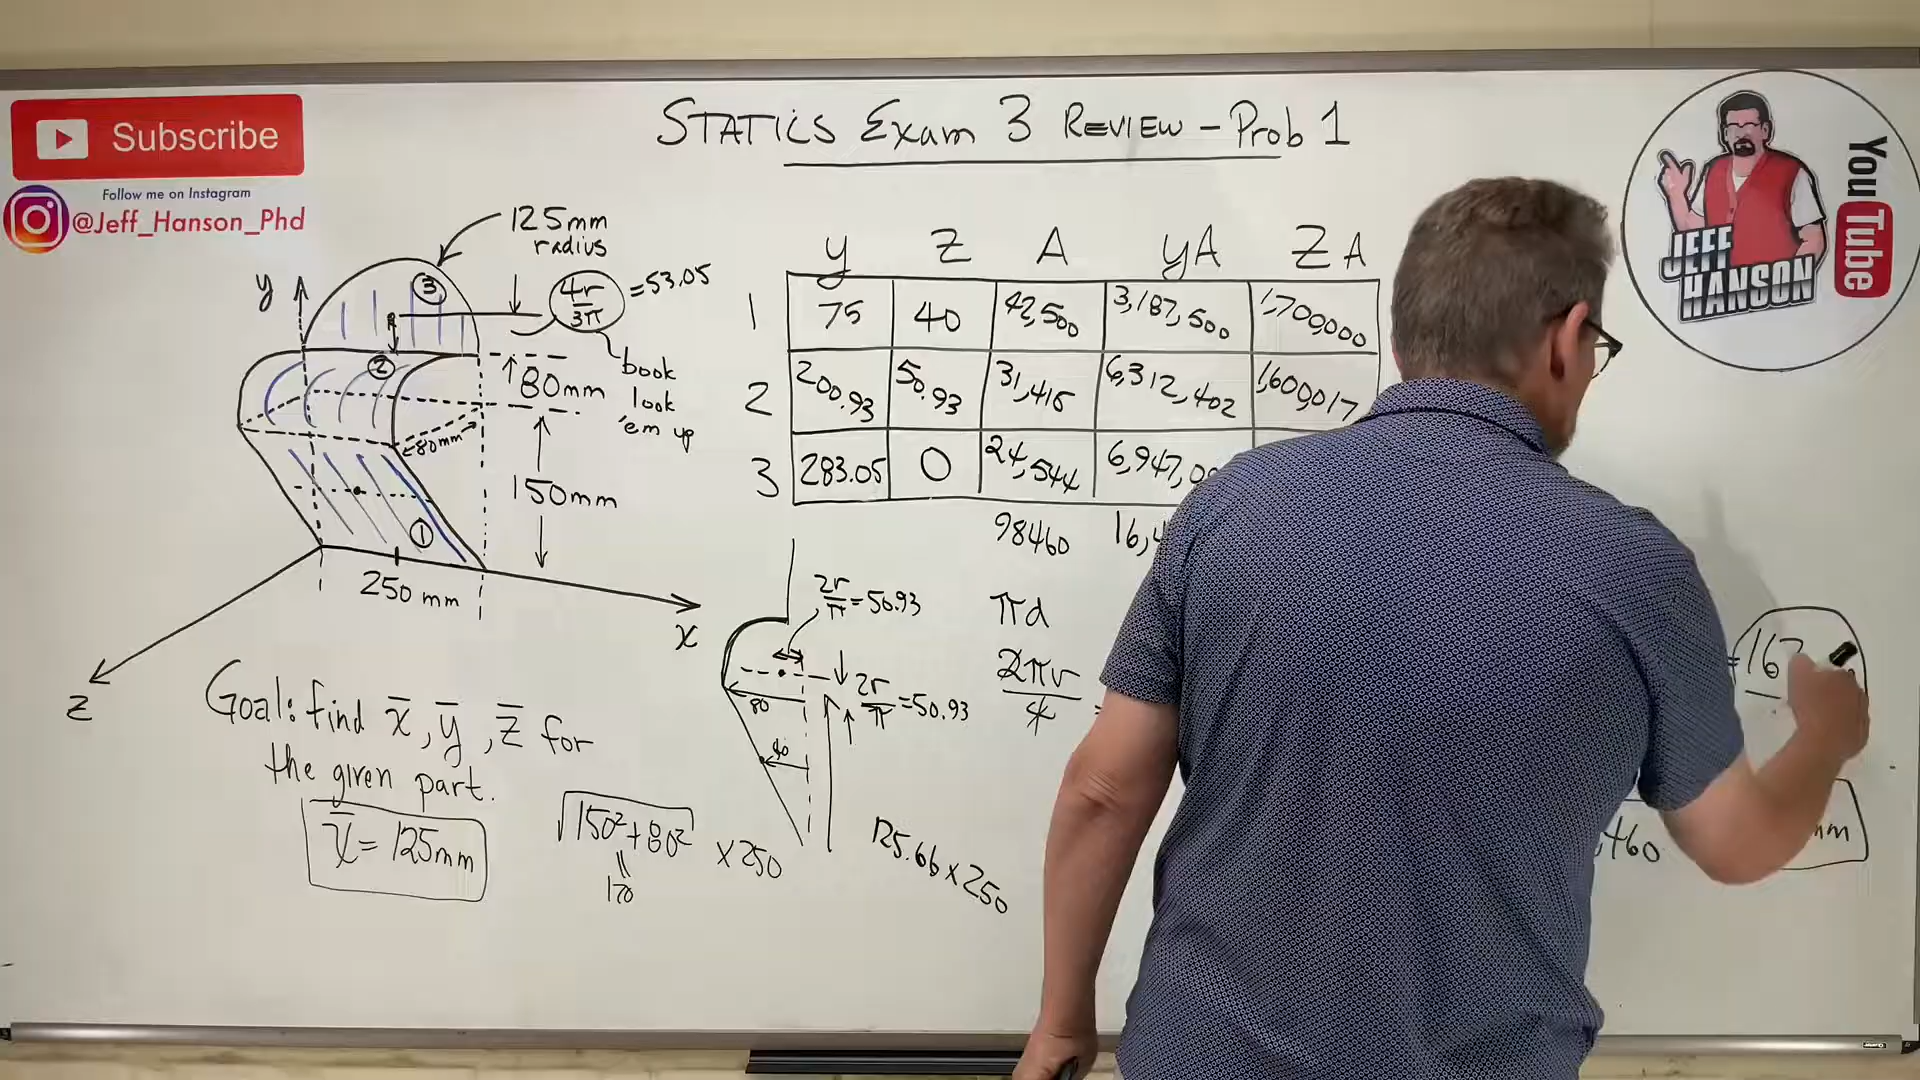 STATICS Exam 3 REVIEW - Prob 1
Subscribe
Follow me on Instagram
@Jeff_Hanson_Phd
YouTube
JEFF
HANSON
125mm
radius
4r/3π = 53.05
book
look
'em up
y
x
z
3
2
1
80mm
80mm
150mm
250 mm
y z A yA ZA
1 75 40 42,500 3,187,500 1,700,000
2 200.93 50.93 31,416 6,312,402 1,600,017
3 283.05 0 24,544
98460
2r/π = 50.93
2r/π = 50.93
80
40
πd
2πr/4 =
125.66 x 250
Goal: find x̄, ȳ, z̄ for
the given part.
x̄ = 125mm
√150²+80² x 250
170
460
mm